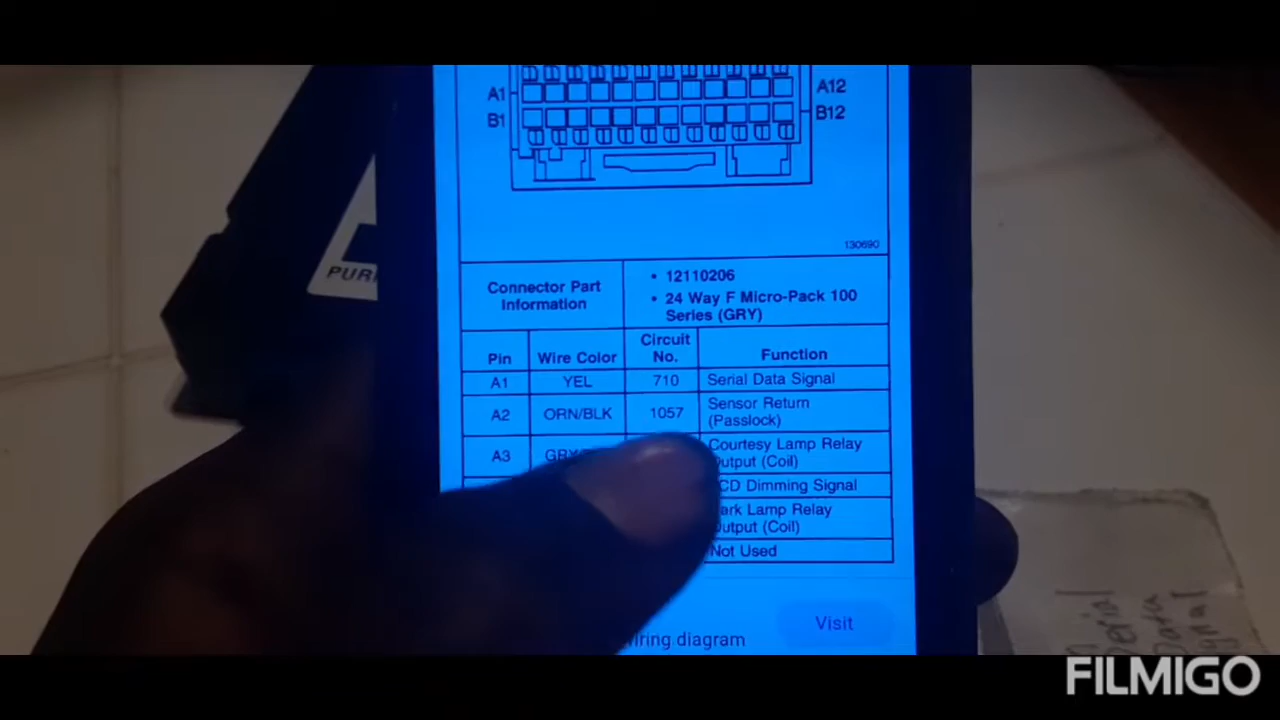 A1
A12
B1
B12
130690
Connector Part Information
• 12110206
• 24 Way F Micro-Pack 100 Series (GRY)
Pin Wire Color Circuit No. Function
A1 YEL 710 Serial Data Signal
A2 ORN/BLK 1057 Sensor Return (Passlock)
A3 Courtesy Lamp Relay
(Coil)
Dimming Signal
Lamp Relay
(Coil)
Not Used
Visit
wiring diagram
Serial
Data
FILMIGO